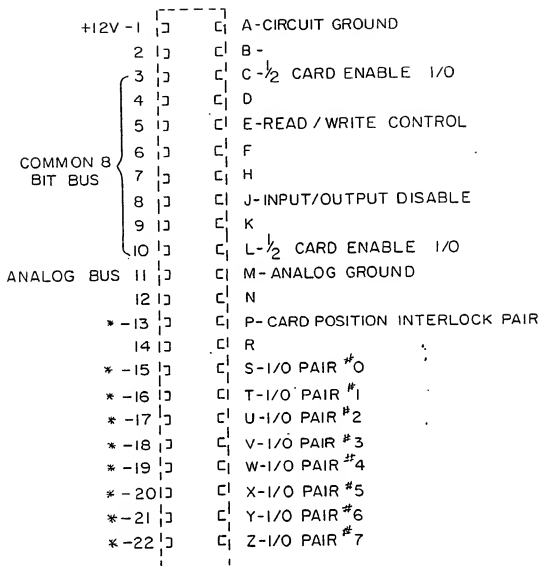 +12V -1 A-CIRCUIT GROUND
2 B-
3 C-½ CARD ENABLE I/O
4 D
5 E-READ/WRITE CONTROL
6 F
COMMON 8
BIT BUS
7 H
8 J-INPUT/OUTPUT DISABLE
9 K
10 L-½ CARD ENABLE I/O
ANALOG BUS 11 M-ANALOG GROUND
12 N
*-13 P-CARD POSITION INTERLOCK PAIR
14 R
*-15 S-I/O PAIR #0
*-16 T-I/O PAIR #1
*-17 U-I/O PAIR #2
*-18 V-I/O PAIR #3
*-19 W-I/O PAIR #4
*-20 X-I/O PAIR #5
*-21 Y-I/O PAIR #6
*-22 Z-I/O PAIR #7